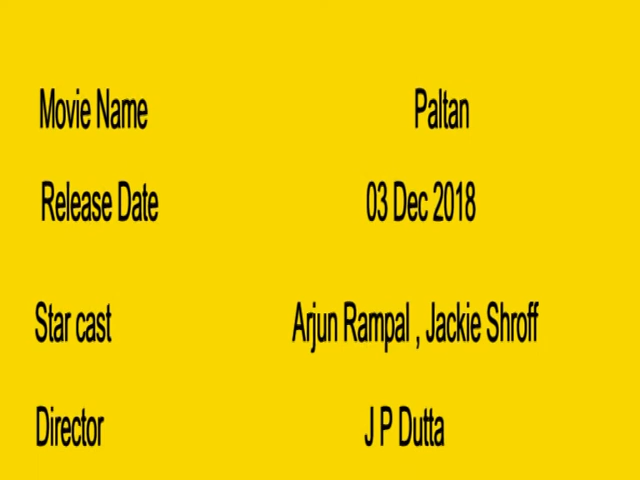 Movie Name Paltan
Release Date 03 Dec 2018
Star cast Arjun Rampal , Jackie Shroff
Director J P Dutta